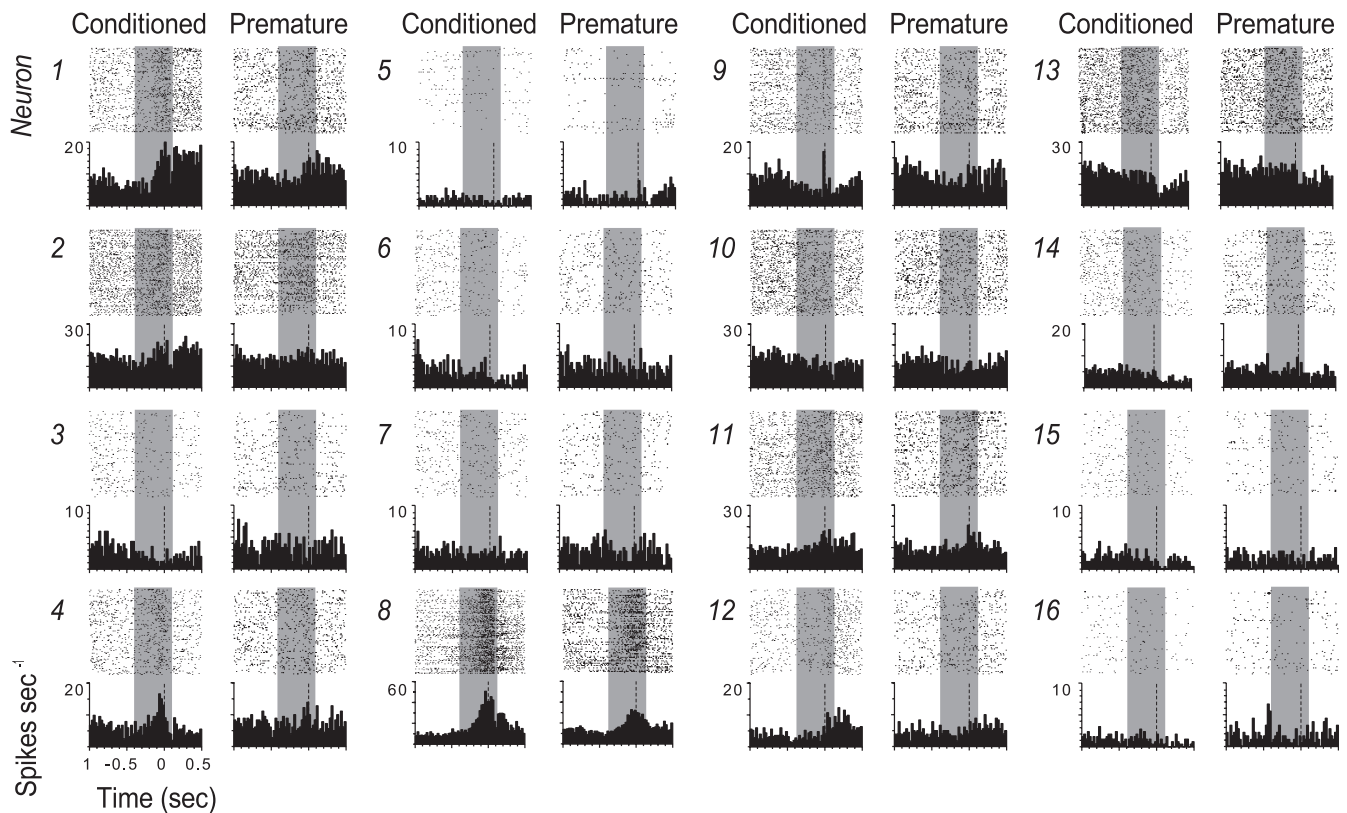 Conditioned Premature Conditioned Premature Conditioned Premature Conditioned Premature
Neuron
1 5 9 13
20 10 20 30
2 6 10 14
30 10 30 20
3 7 11 15
10 10 30 10
4 8 12 16
20 60 20 10
Spikes sec⁻¹
1 -0.5 0 0.5
Time (sec)